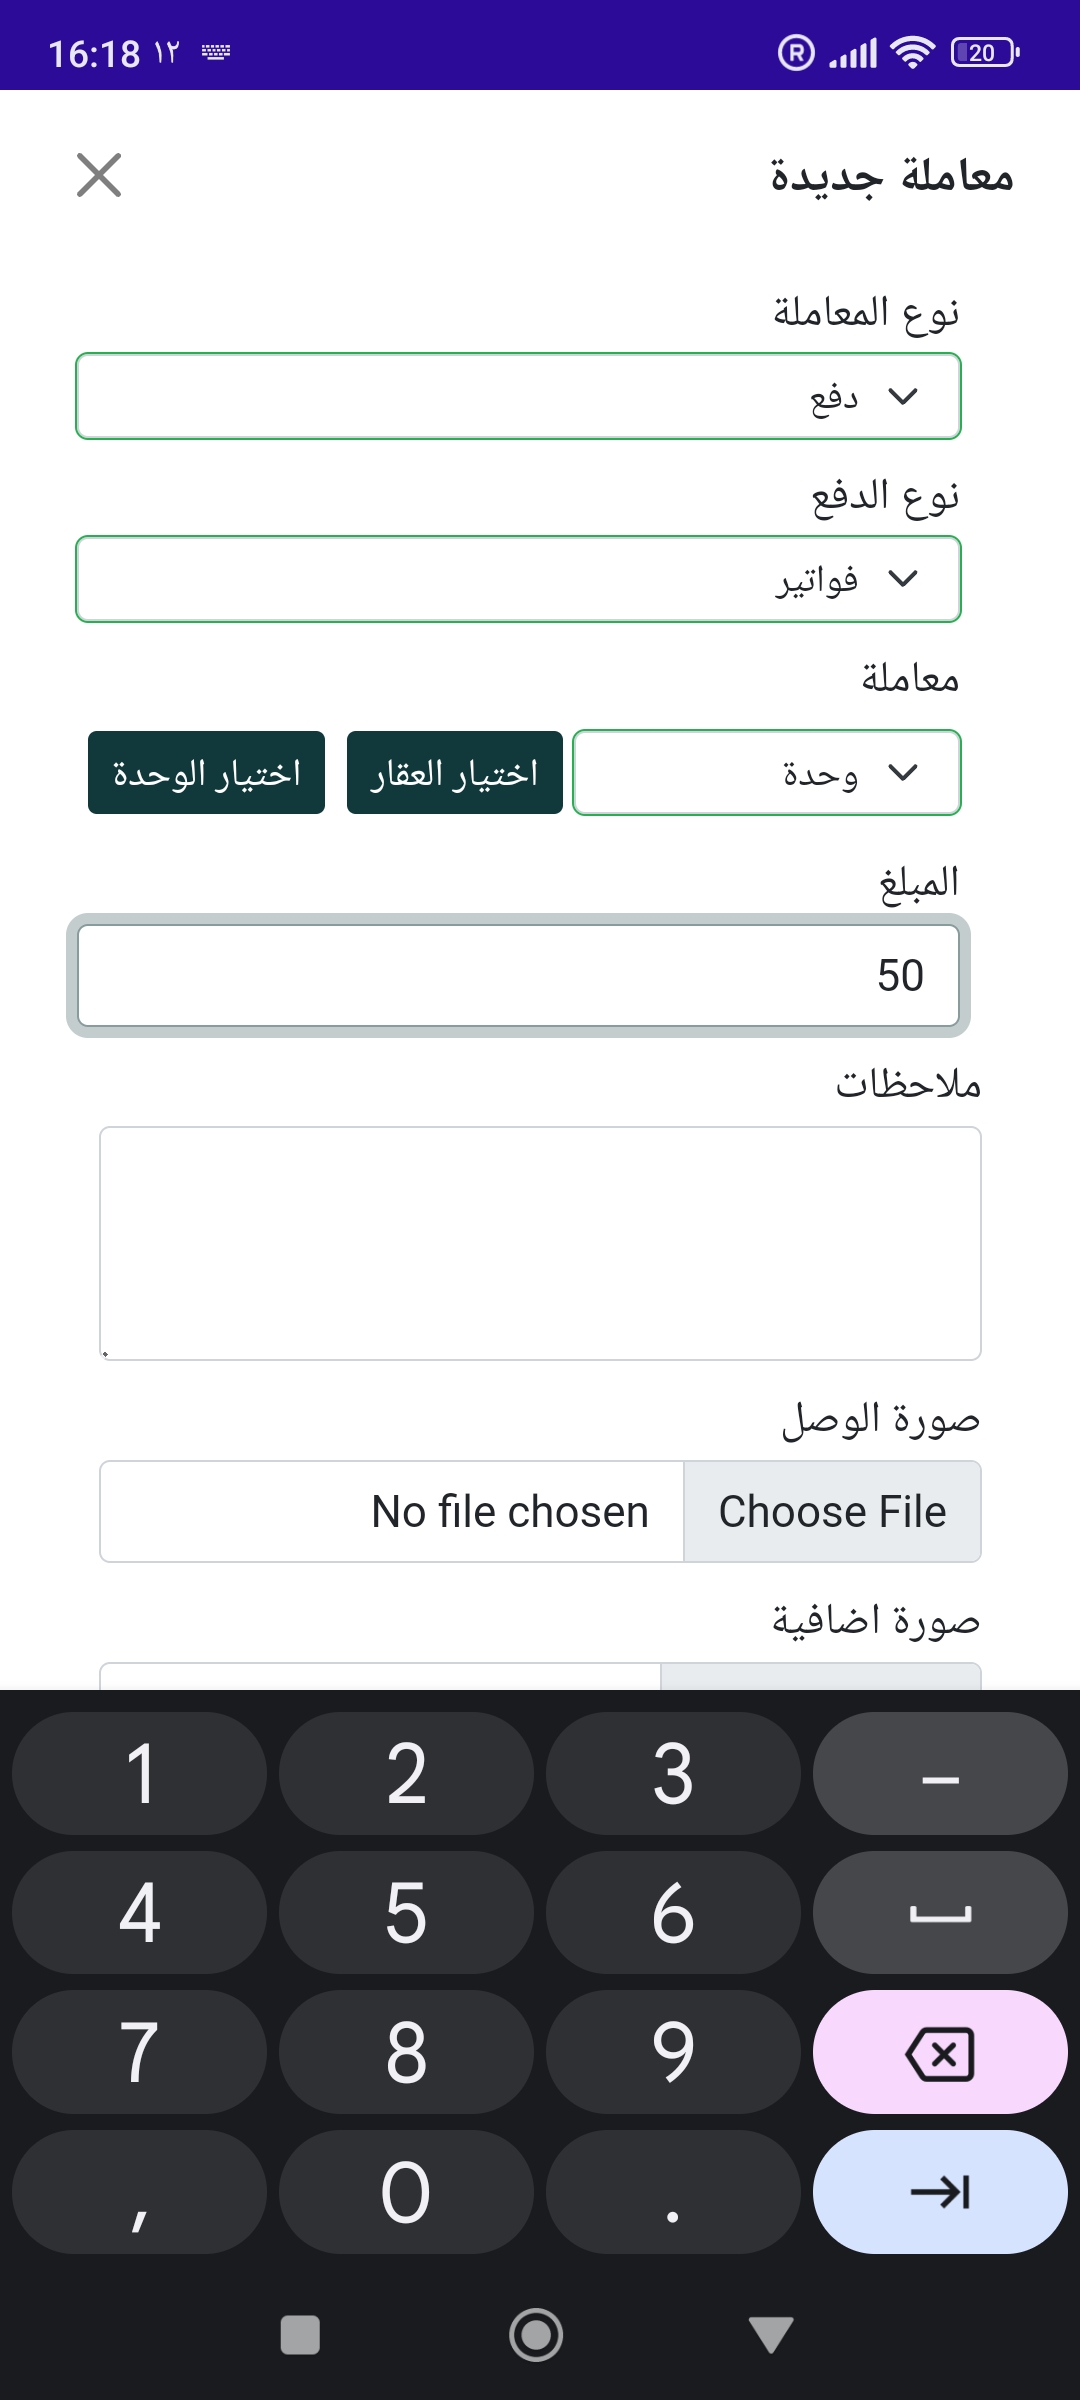 16:18 ١٢
20
معاملة جديدة
نوع المعاملة
دفع
نوع الدفع
فواتير
معاملة
وحدة اختيار العقار اختيار الوحدة
المبلغ
50
ملاحظات
صورة الوصل
Choose File No file chosen
صورة اضافية
1 2 3 –
4 5 6
7 8 9
, 0 .